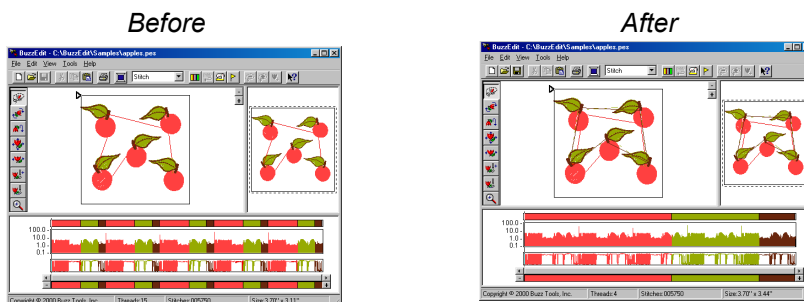 Before
After
BuzzEdit - C:\BuzzEdit\Samples\apples.pes
File Edit View Tools Help
Stitch
100.0
10.0
1.0
0.1
Copyright © 2000 Buzz Tools, Inc. Threads:15 Stitches:005750 Size:3.70'' x 3.11''
BuzzEdit - C:\BuzzEdit\Samples\apples.pes
File Edit View Tools Help
Stitch
100.0
10.0
1.0
0.1
Copyright © 2000 Buzz Tools, Inc. Threads:4 Stitches:005750 Size:3.70'' x 3.44''